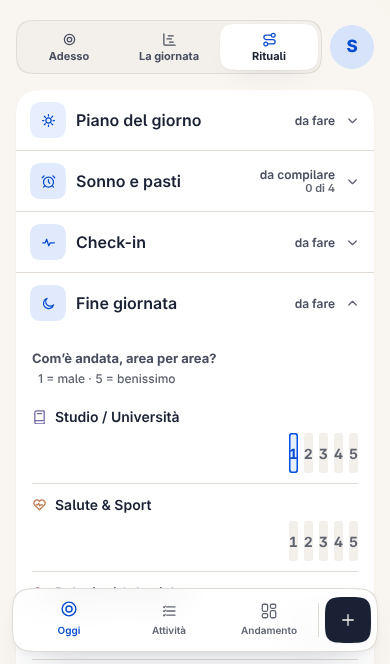 Adesso
La giornata
Rituali
S
Piano del giorno
da fare
Sonno e pasti
da compilare
0 di 4
Check-in
da fare
Fine giornata
da fare
Com'è andata, area per area?
1 = male · 5 = benissimo
Studio / Università
1 2 3 4 5
Salute & Sport
1 2 3 4 5
Oggi
Attività
Andamento